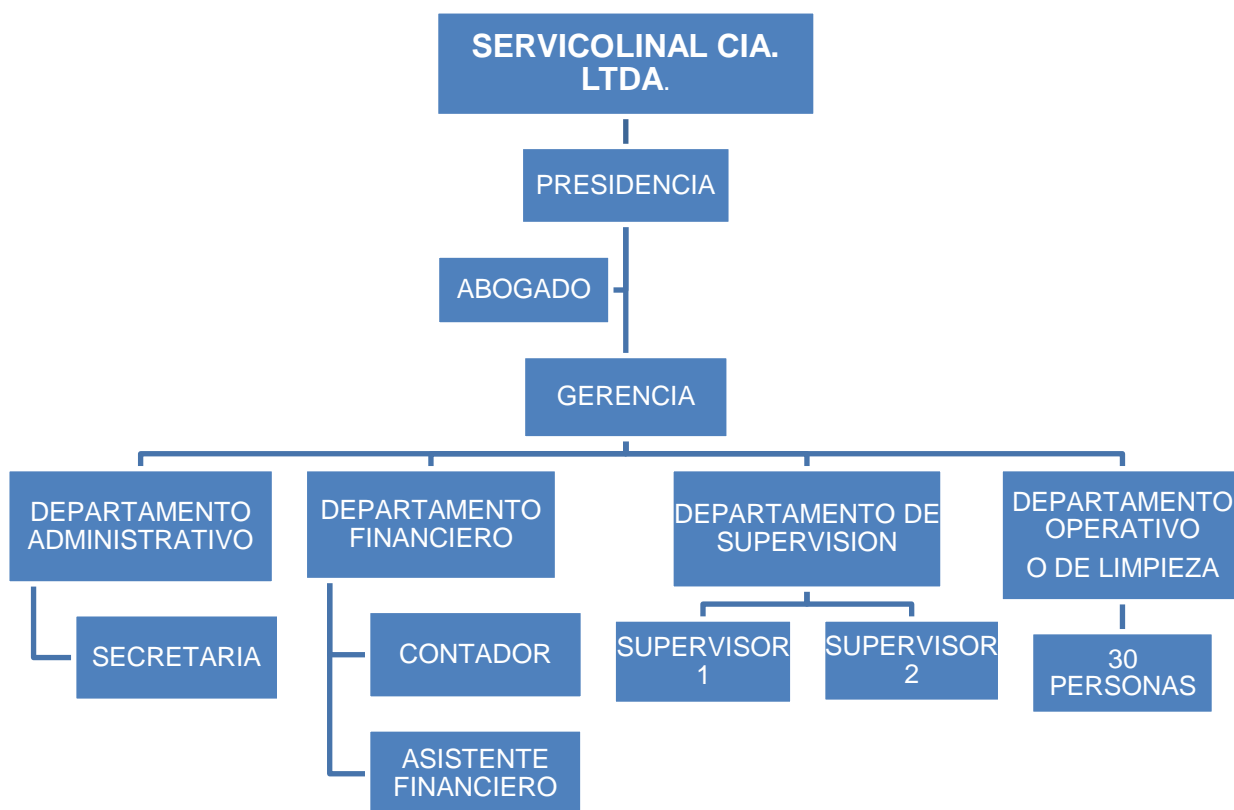 SERVICOLINAL CIA.
LTDA.
PRESIDENCIA
ABOGADO
GERENCIA
DEPARTAMENTO
ADMINISTRATIVO
DEPARTAMENTO
FINANCIERO
DEPARTAMENTO DE
SUPERVISION
DEPARTAMENTO
OPERATIVO
O DE LIMPIEZA
SECRETARIA
CONTADOR
SUPERVISOR
1
SUPERVISOR
2
30
PERSONAS
ASISTENTE
FINANCIERO